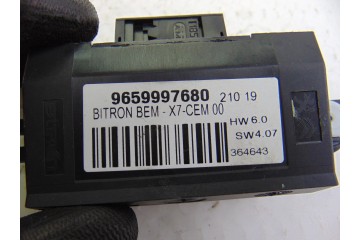 9659997680 210 19
BITRON BEM - X7-CEM 00
HW 6.0
SW4.07
364643